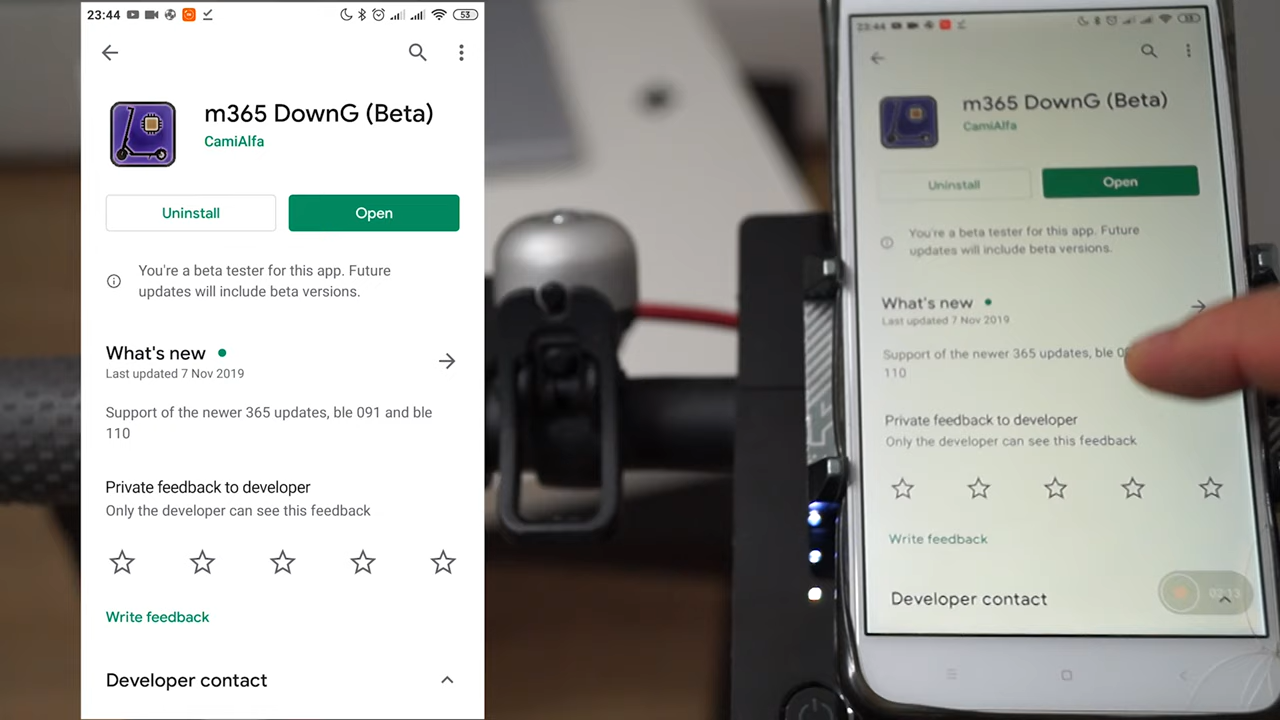 23:44
53
m365 DownG (Beta)
CamiAlfa
Uninstall
Open
You're a beta tester for this app. Future
updates will include beta versions.
What's new
Last updated 7 Nov 2019
Support of the newer 365 updates, ble 091 and ble
110
Private feedback to developer
Only the developer can see this feedback
Write feedback
Developer contact
23:44
m365 DownG (Beta)
CamiAlfa
Uninstall
Open
You're a beta tester for this app. Future
updates will include beta versions.
What's new
Last updated 7 Nov 2019
Support of the newer 365 updates, ble
110
Private feedback to developer
Only the developer can see this feedback
Write feedback
Developer contact